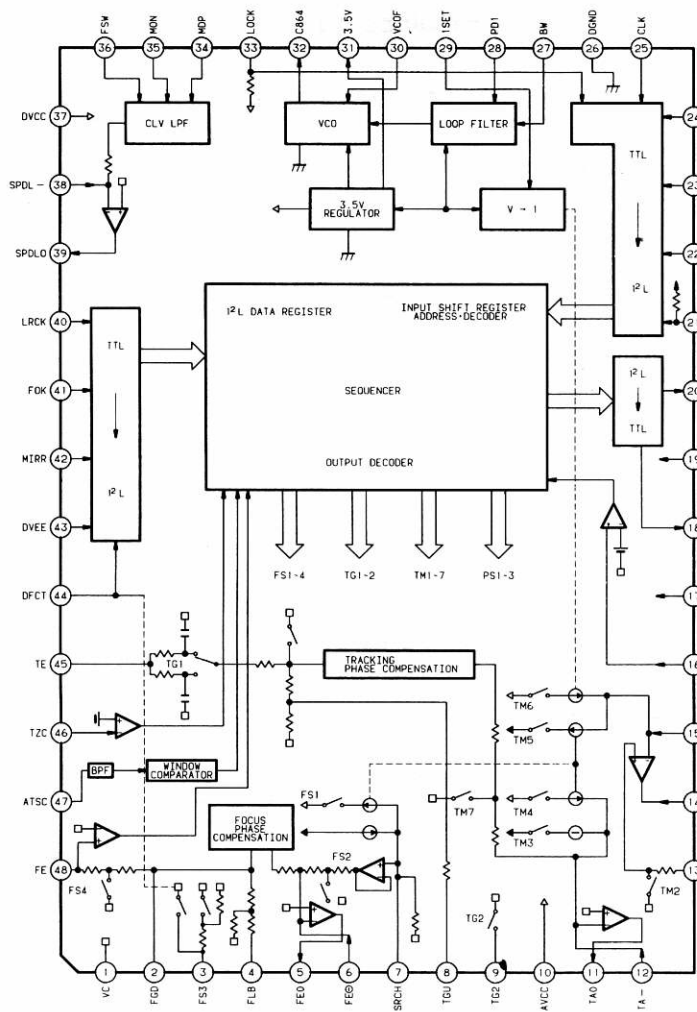 FSW MON MDP LOCK C864 3.5V VCOF ISET PD1 BW DGND CLK
36 35 34 33 32 31 30 29 28 27 26 25
DVCC 37
CLV LPF
VCO
LOOP FILTER
TTL
I²L
24
SPDL- 38
3.5V
REGULATOR
V→I
23
SPDLO 39
22
I²L DATA REGISTER
INPUT SHIFT REGISTER
ADDRESS·DECODER
SEQUENCER
OUTPUT DECODER
21
LRCK 40
TTL
I²L
I²L
TTL
20
FOK 41
MIRR 42
19
DVEE 43
18
FS1-4
TG1-2
TM1-7
PS1-3
DFCT 44
17
TE 45
TG1
TRACKING
PHASE COMPENSATION
16
TZC 46
TM6
TM5
15
ATSC 47
BPF
WINDOW
COMPARATOR
FS1
TM7
TM4
TM3
14
FOCUS
PHASE
COMPENSATION
FE 48
FS4
FS2
TM2
13
TG2
1 2 3 4 5 6 7 8 9 10 11 12
VC FGD FS3 FLB FEO FE⊖ SRCH TGU TG2 AVCC TAO TA-